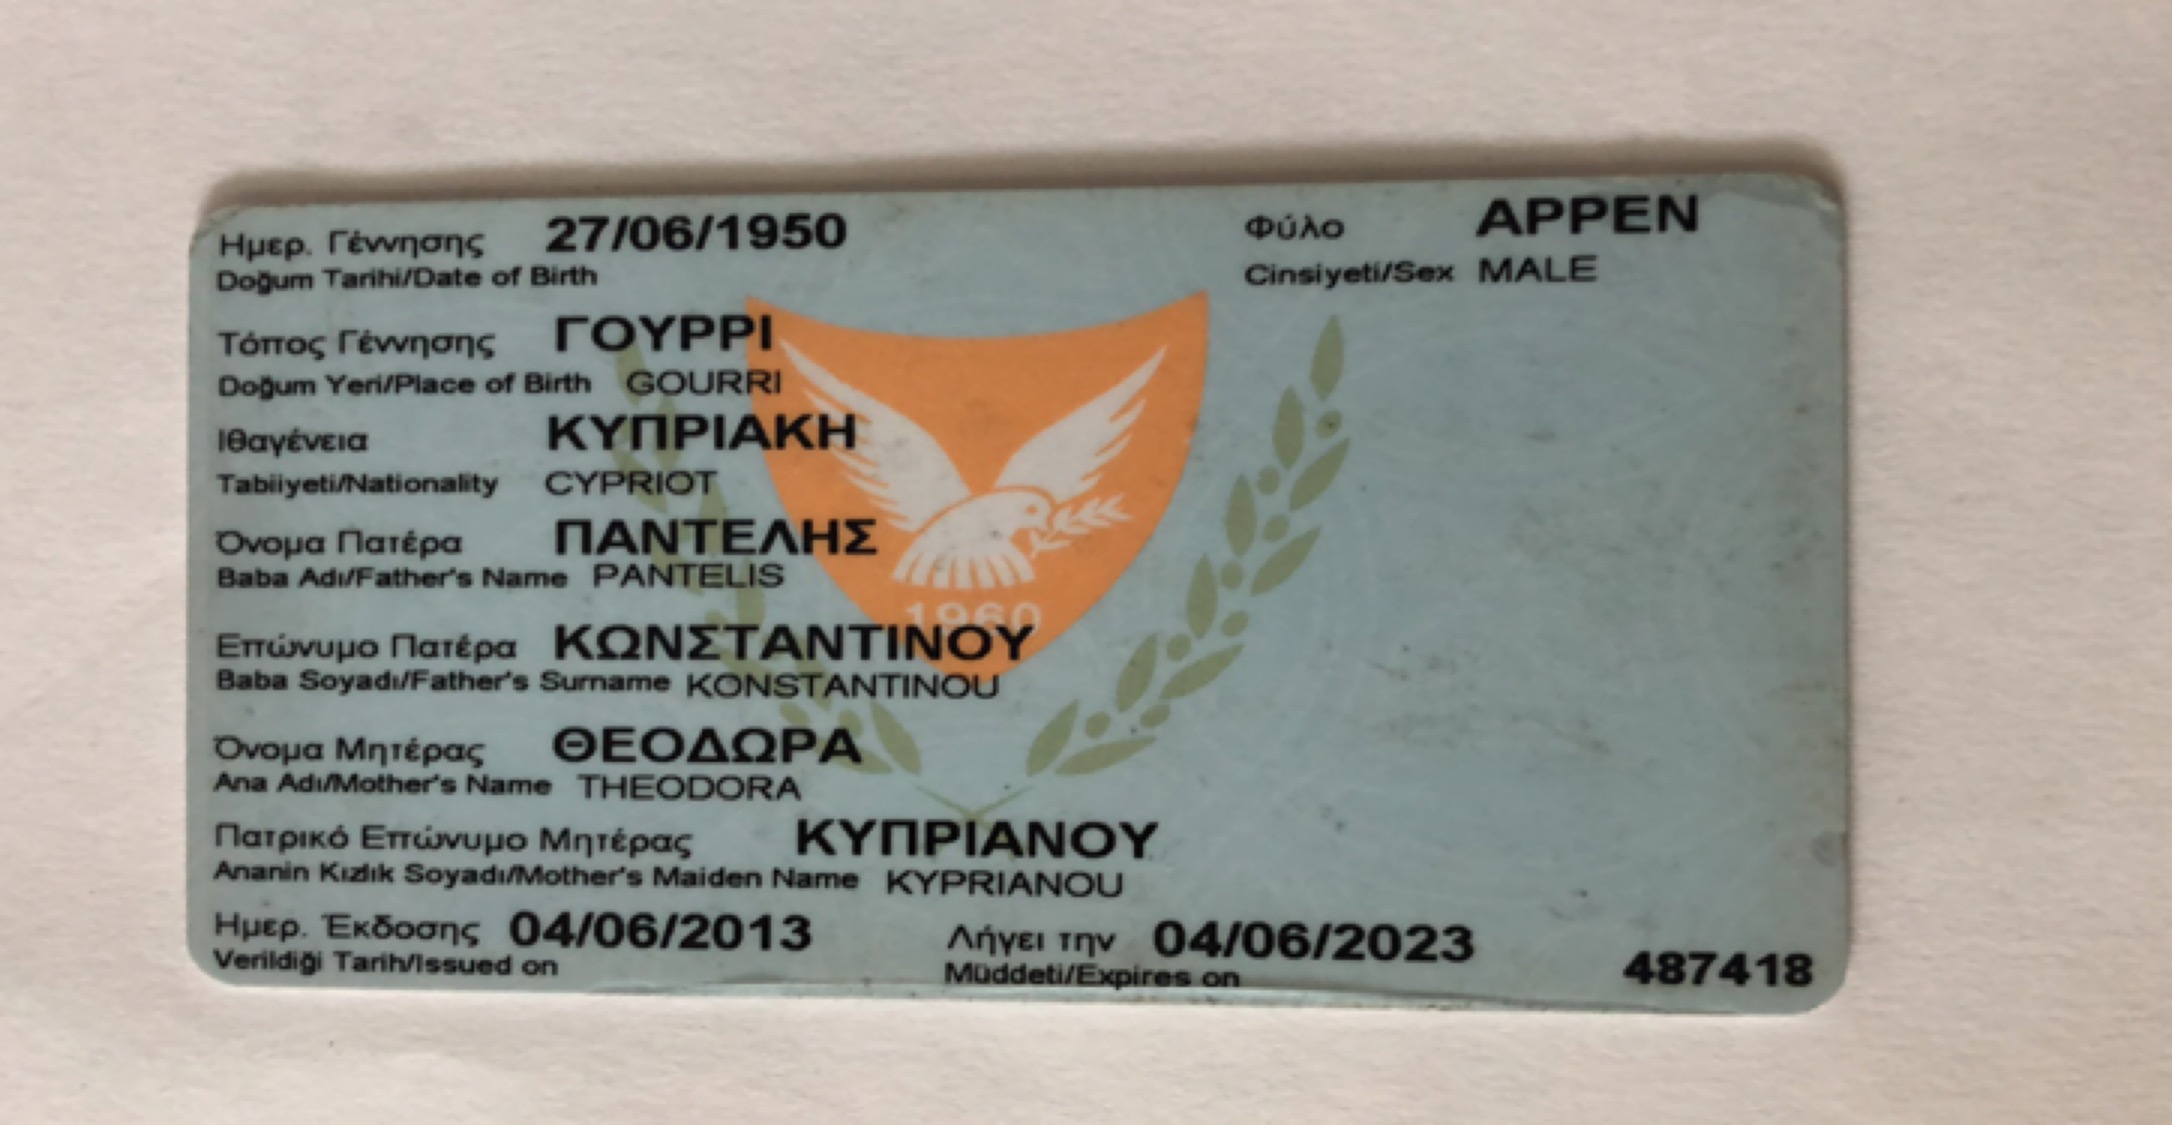 Ημερ. Γέννησης 27/06/1950 Φύλο ΑΡΡΕΝ
Doğum Tarihi/Date of Birth Cinsiyeti/Sex MALE
Τόπος Γέννησης ΓΟΥΡΡΙ
Doğum Yeri/Place of Birth GOURRI
Ιθαγένεια ΚΥΠΡΙΑΚΗ
Tabiiyeti/Nationality CYPRIOT
Όνομα Πατέρα ΠΑΝΤΕΛΗΣ
Baba Adı/Father's Name PANTELIS
1960
Επώνυμο Πατέρα ΚΩΝΣΤΑΝΤΙΝΟΥ
Baba Soyadı/Father's Surname KONSTANTINOU
Όνομα Μητέρας ΘΕΟΔΩΡΑ
Ana Adı/Mother's Name THEODORA
Πατρικό Επώνυμο Μητέρας ΚΥΠΡΙΑΝΟΥ
Ananin Kızlık Soyadı/Mother's Maiden Name KYPRIANOU
Ημερ. Έκδοσης 04/06/2013 Λήγει την 04/06/2023
Verildiği Tarih/Issued on Müddeti/Expires on 487418